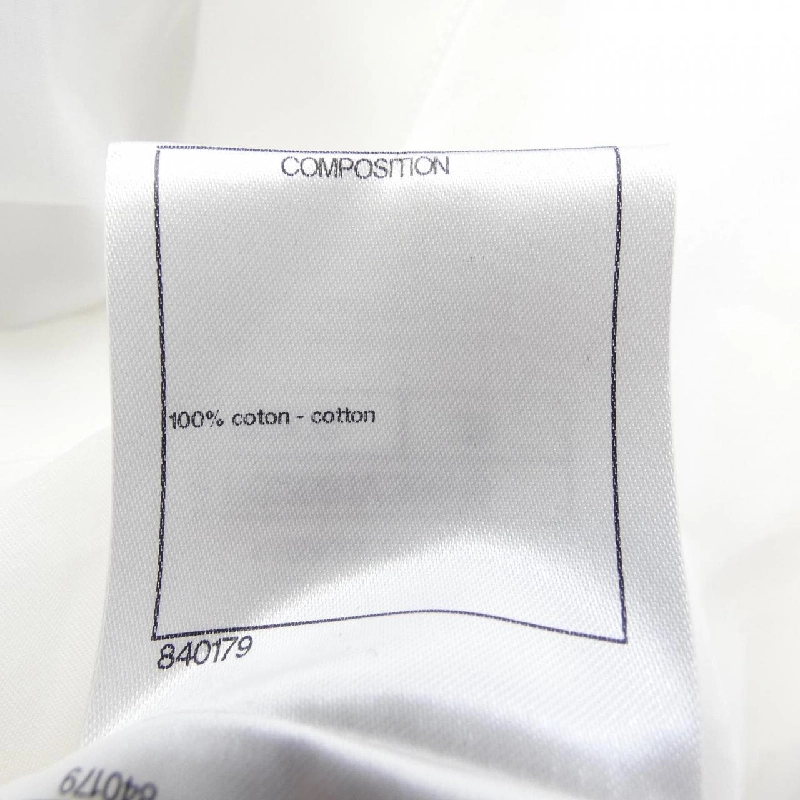 COMPOSITION
100% coton - cotton
840179
840179